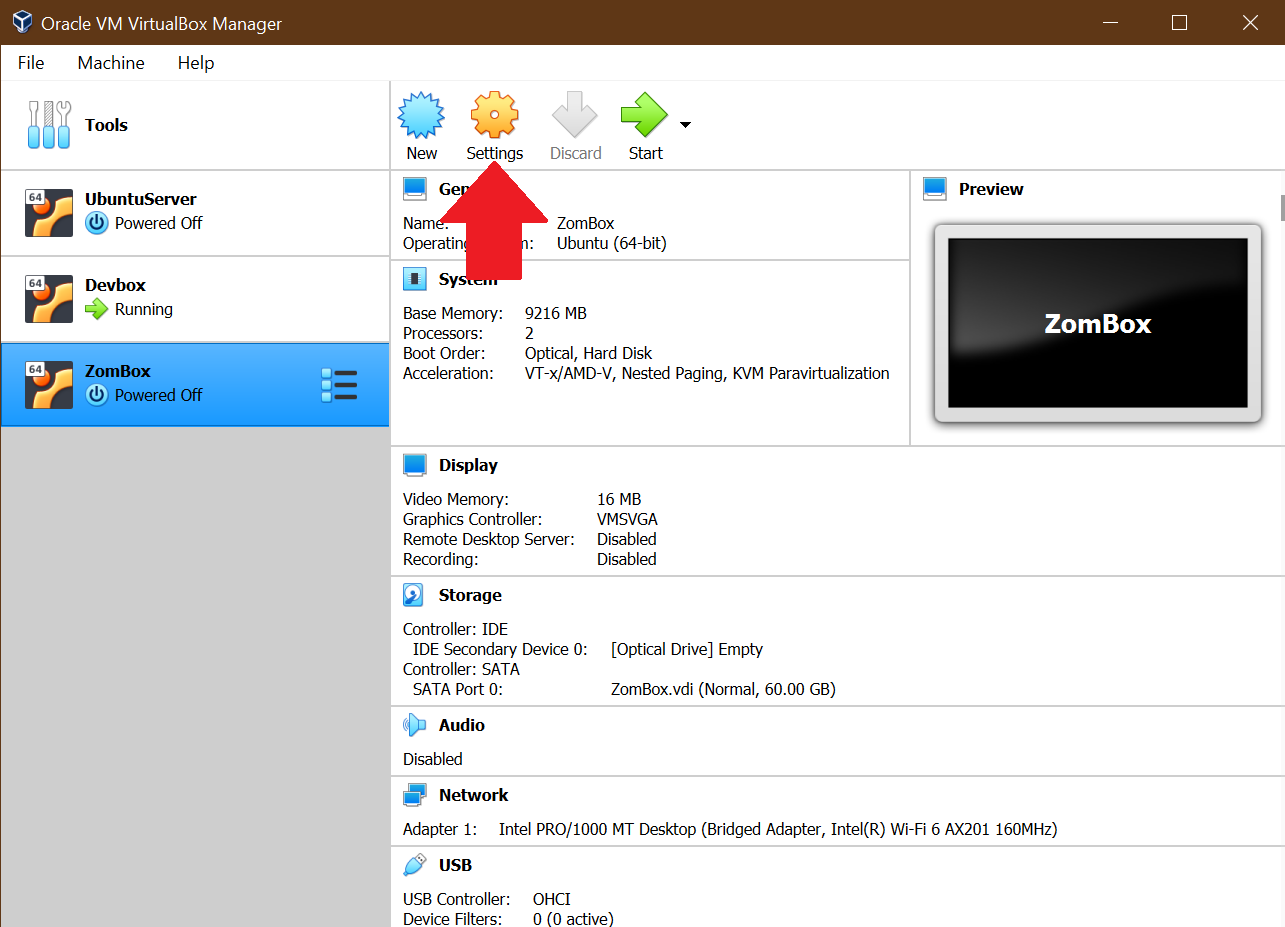 Oracle VM VirtualBox Manager
File Machine Help
Tools
New Settings Discard Start
64 UbuntuServer
Powered Off
64 Devbox
Running
64 ZomBox
Powered Off
Name: ZomBox
Ubuntu (64-bit)
System
Base Memory: 9216 MB
Processors: 2
Boot Order: Optical, Hard Disk
Acceleration: VT-x/AMD-V, Nested Paging, KVM Paravirtualization
Preview
ZomBox
Display
Video Memory: 16 MB
Graphics Controller: VMSVGA
Remote Desktop Server: Disabled
Recording: Disabled
Storage
Controller: IDE
IDE Secondary Device 0: [Optical Drive] Empty
Controller: SATA
SATA Port 0: ZomBox.vdi (Normal, 60.00 GB)
Audio
Disabled
Network
Adapter 1: Intel PRO/1000 MT Desktop (Bridged Adapter, Intel(R) Wi-Fi 6 AX201 160MHz)
USB
USB Controller: OHCI
Device Filters: 0 (0 active)